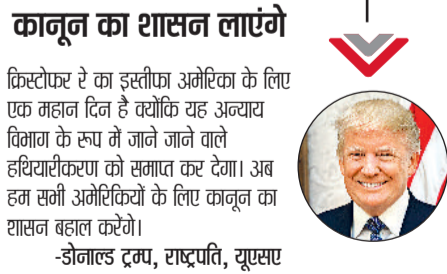 कानून का शासन लाएंगे
क्रिस्टोफर रे का इस्तीफा अमेरिका के लिए
एक महान दिन है क्योंकि यह अन्याय
विभाग के रूप में जाने जाने वाले
हथियारीकरण को समाप्त कर देगा। अब
हम सभी अमेरिकियों के लिए कानून का
शासन बहाल करेंगे।
-डोनाल्ड ट्रम्प, राष्ट्रपति, यूएसए